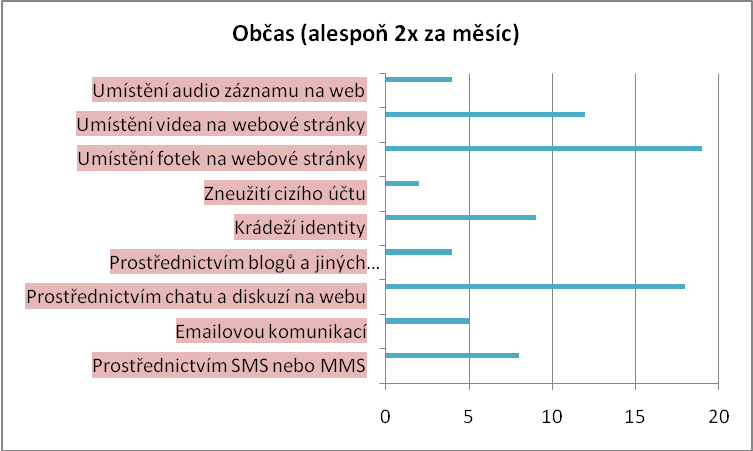 Občas (alespoň 2x za měsíc)
Umístění audio záznamu na web
Umístění videa na webové stránky
Umístění fotek na webové stránky
Zneužití cizího účtu
Krádeží identity
Prostřednictvím blogů a jiných...
Prostřednictvím chatu a diskuzí na webu
Emailovou komunikací
Prostřednictvím SMS nebo MMS
0 5 10 15 20